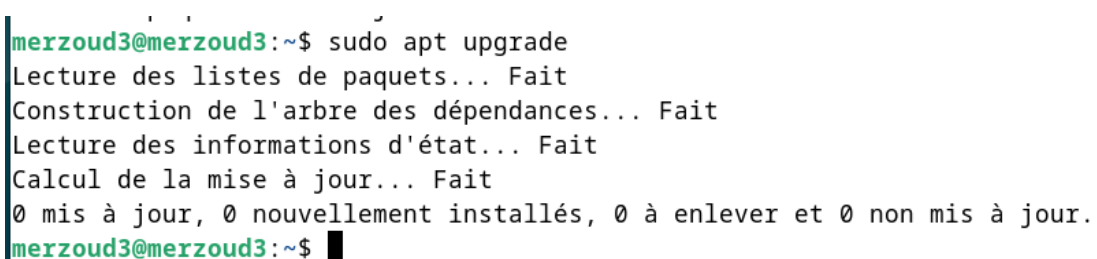 merzoud3@merzoud3:~$ sudo apt upgrade
Lecture des listes de paquets... Fait
Construction de l'arbre des dépendances... Fait
Lecture des informations d'état... Fait
Calcul de la mise à jour... Fait
0 mis à jour, 0 nouvellement installés, 0 à enlever et 0 non mis à jour.
merzoud3@merzoud3:~$